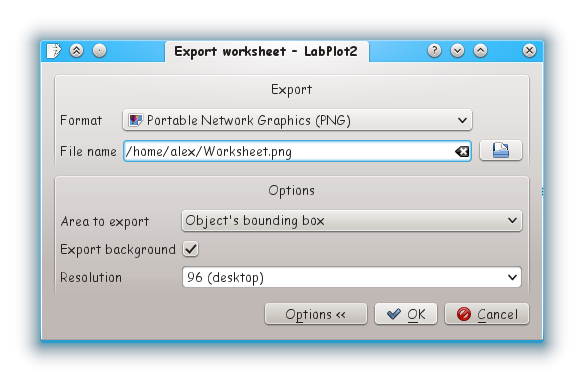 Export worksheet – LabPlot2
Export
Format Portable Network Graphics (PNG)
File name /home/alex/Worksheet.png
Options
Area to export Object's bounding box
Export background
Resolution 96 (desktop)
Options << OK Cancel